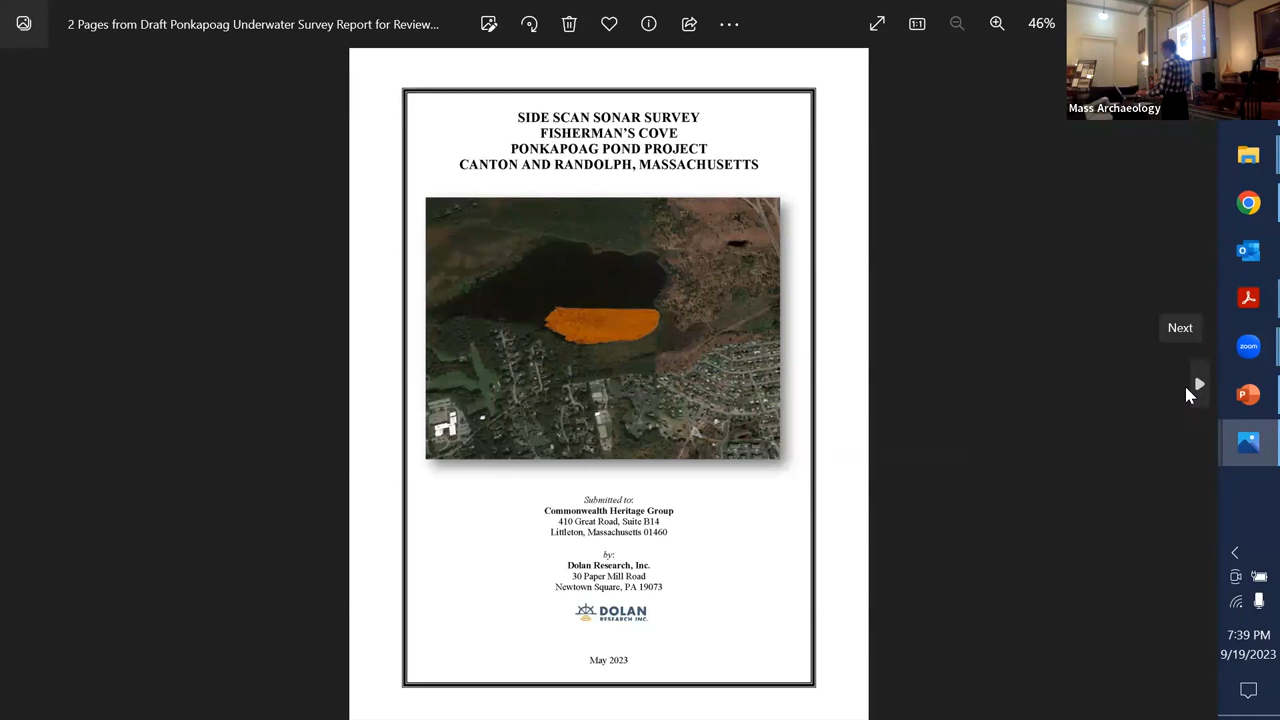 2 Pages from Draft Ponkapoag Underwater Survey Report for Review...
46%
Mass Archaeology
SIDE SCAN SONAR SURVEY
FISHERMAN'S COVE
PONKAPOAG POND PROJECT
CANTON AND RANDOLPH, MASSACHUSETTS
Submitted to:
Commonwealth Heritage Group
410 Great Road, Suite B14
Littleton, Massachusetts 01460
by:
Dolan Research, Inc.
30 Paper Mill Road
Newtown Square, PA 19073
DOLAN
RESEARCH INC.
May 2023
Next
zoom
7:39 PM
9/19/2023